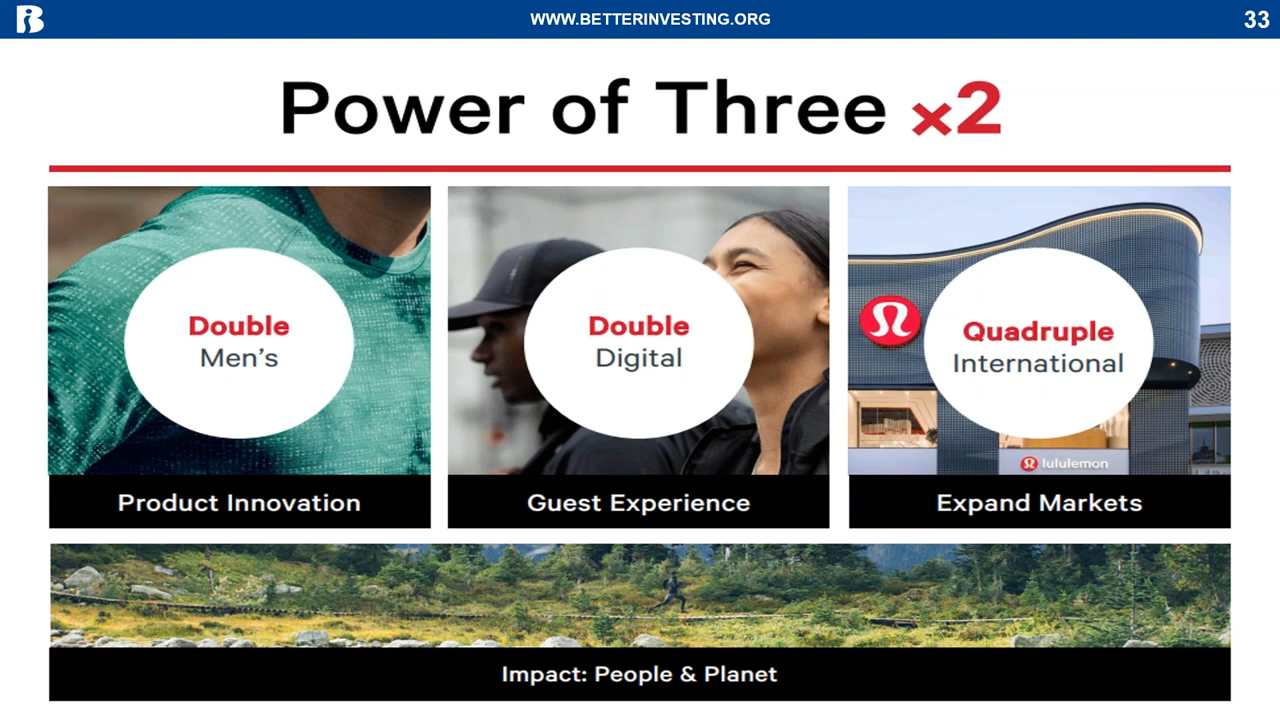 WWW.BETTERINVESTING.ORG
33
Power of Three ×2
Double
Men's
Product Innovation
Double
Digital
Guest Experience
Quadruple
International
lululemon
Expand Markets
Impact: People & Planet